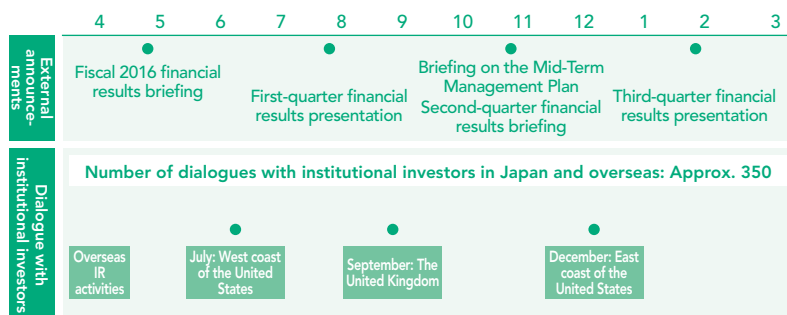 4 5 6 7 8 9 10 11 12 1 2 3
External
announce-
ments
Fiscal 2016 financial
results briefing
First-quarter financial
results presentation
Briefing on the Mid-Term
Management Plan
Second-quarter financial
results briefing
Third-quarter financial
results presentation
Dialogue with
institutional investors
Number of dialogues with institutional investors in Japan and overseas: Approx. 350
Overseas
IR
activities
July: West coast
of the United
States
September: The
United Kingdom
December: East
coast of the
United States